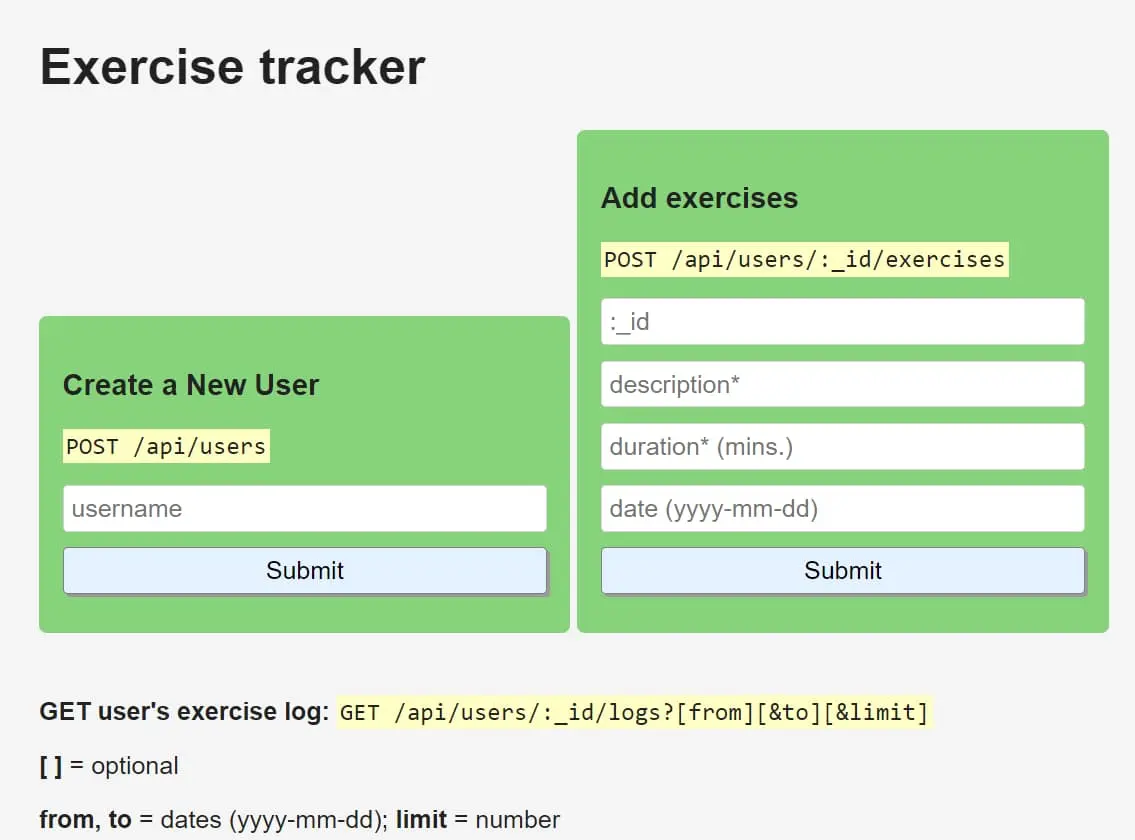 Exercise tracker
Create a New User
POST /api/users
username
Submit
Add exercises
POST /api/users/:_id/exercises
:_id
description*
duration* (mins.)
date (yyyy-mm-dd)
Submit
GET user's exercise log: GET /api/users/:_id/logs?[from][&to][&limit]
[ ] = optional
from, to = dates (yyyy-mm-dd); limit = number